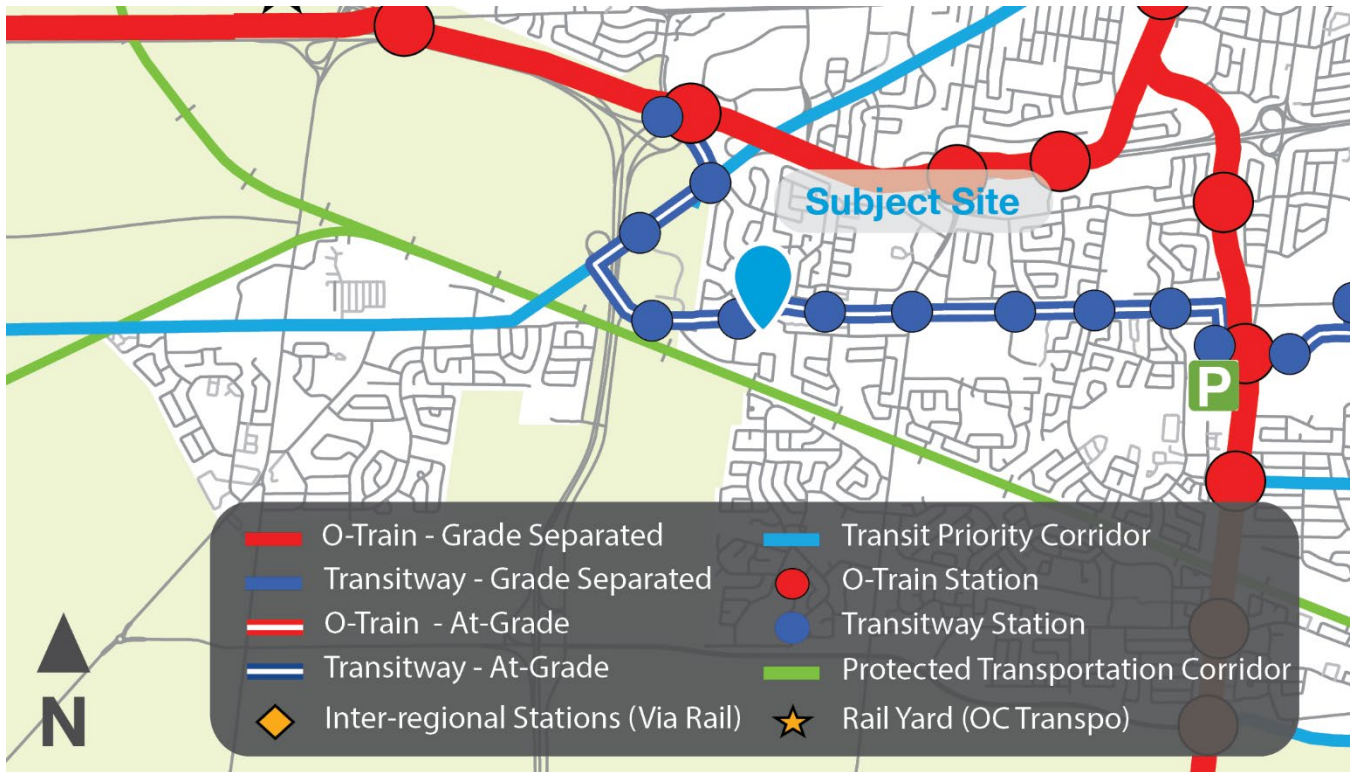 Subject Site
P
O-Train - Grade Separated
Transitway - Grade Separated
O-Train - At-Grade
Transitway - At-Grade
Inter-regional Stations (Via Rail)
Transit Priority Corridor
O-Train Station
Transitway Station
Protected Transportation Corridor
Rail Yard (OC Transpo)
N